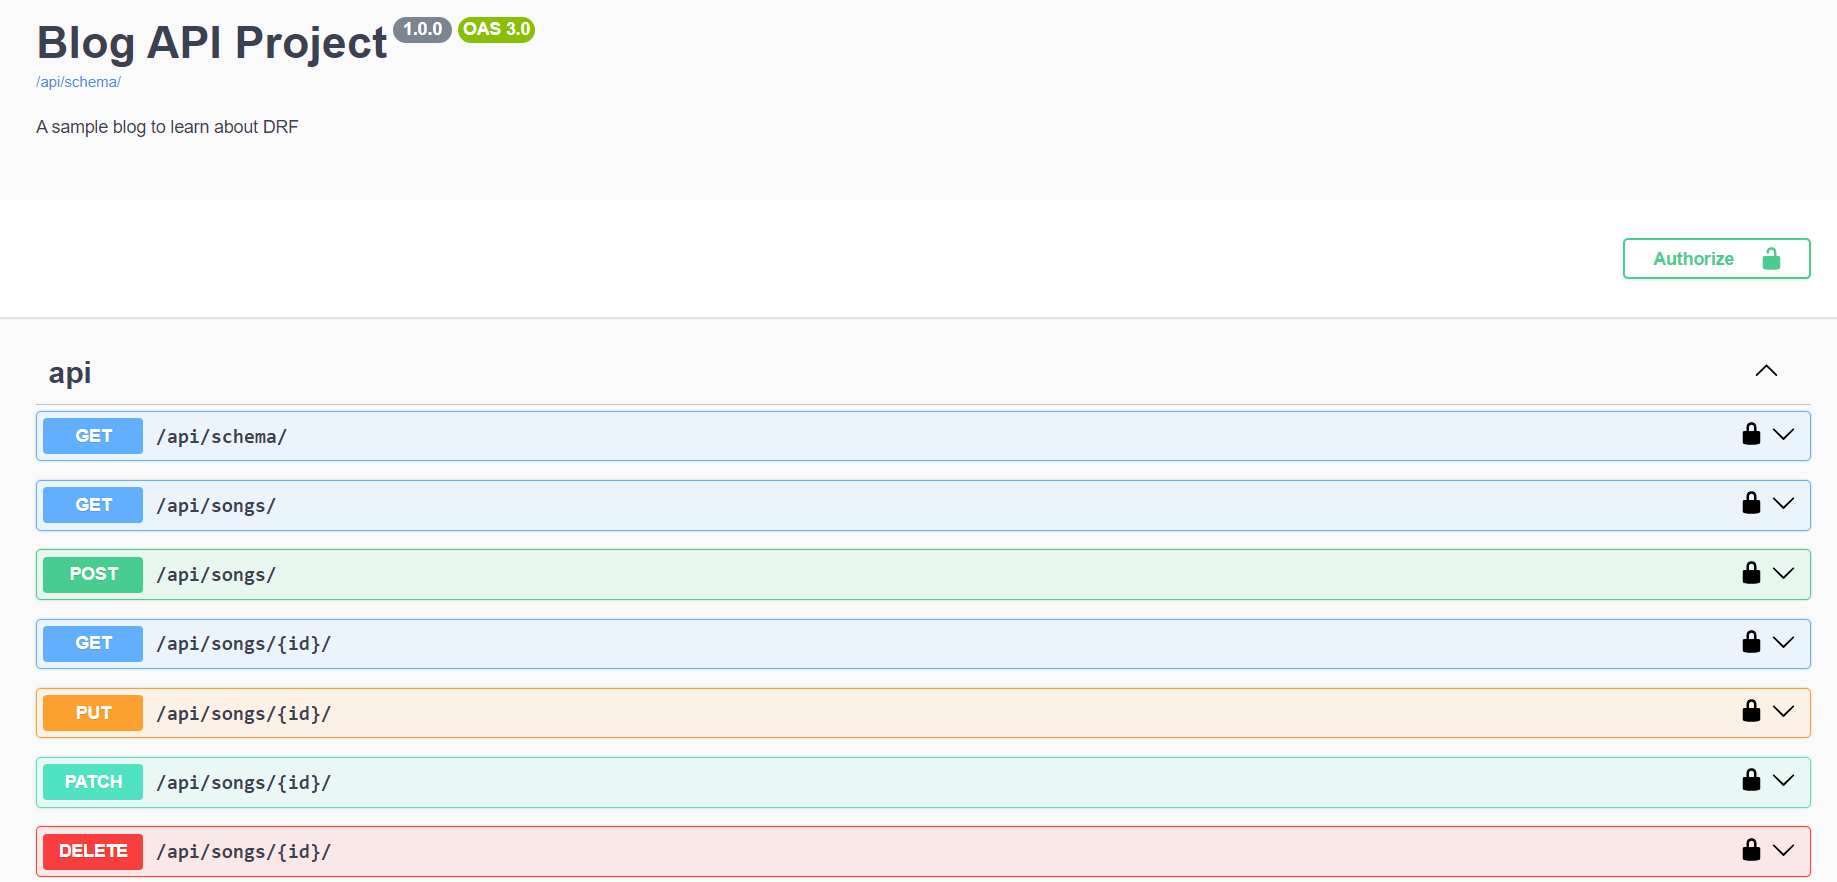 Blog API Project 1.0.0 OAS 3.0
/api/schema/
A sample blog to learn about DRF
Authorize
api
GET /api/schema/
GET /api/songs/
POST /api/songs/
GET /api/songs/{id}/
PUT /api/songs/{id}/
PATCH /api/songs/{id}/
DELETE /api/songs/{id}/